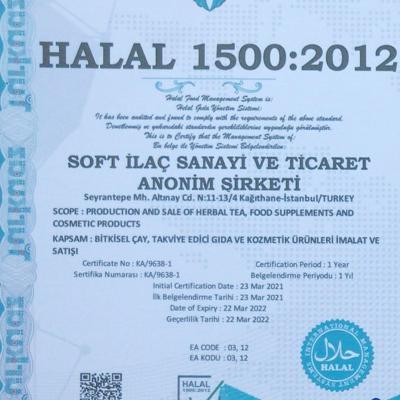 HALAL 1500:2012
Halal Food Management System is:
Helal Gıda Yönetim Sistemi:
It has been audited and found to comply with the requirements of the above standard.
Denetlenmiş ve yukarıdaki standardın gerekliliklerine uygunluğu görülmüştür.
This is to Certify that the Management System of:
Bu belge ile Yönetim Sistemi Belgelendirilen:
SOFT İLAÇ SANAYİ VE TİCARET
ANONİM ŞİRKETİ
Seyrantepe Mh. Altınay Cd. N:11-13/4 Kağıthane-İstanbul/TURKEY
SCOPE : PRODUCTION AND SALE OF HERBAL TEA, FOOD SUPPLEMENTS AND
COSMETIC PRODUCTS
KAPSAM : BİTKİSEL ÇAY, TAKVİYE EDİCİ GIDA VE KOZMETİK ÜRÜNLERİ İMALAT VE
SATIŞI
Certificate No : KA/9638-1 Certification Period : 1 Year
Sertifika Numarası : KA/9638-1 Belgelendirme Periyodu : 1 Yıl
Initial Certification Date : 23 Mar 2021
İlk Belgelendirme Tarihi : 23 Mar 2021
Date of Expiry : 22 Mar 2022
Geçerlilik Tarihi : 22 Mar 2022
EA CODE : 03, 12
EA KODU : 03, 12
INTERNATIONAL MANAGEMENT
حلال
HALAL
HALAL
1500:2012